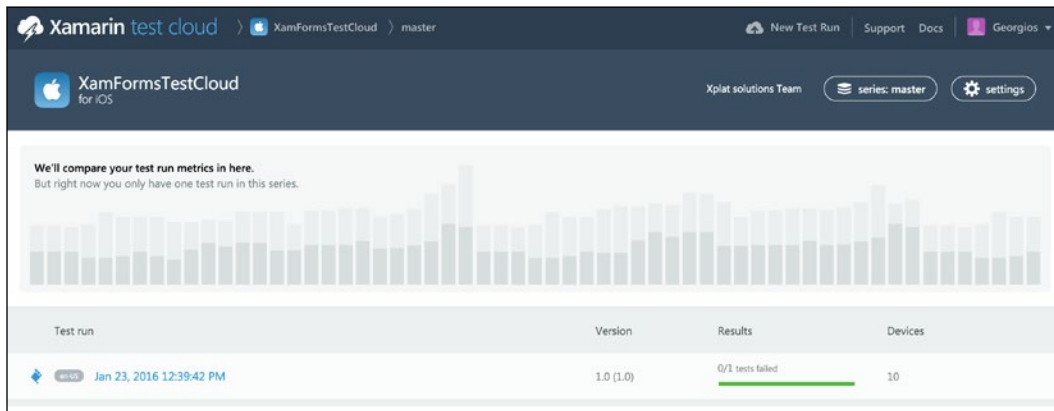 Xamarin test cloud 〉 XamFormsTestCloud 〉 master New Test Run Support Docs Georgios
XamFormsTestCloud
for iOS
Xplat solutions Team series: master settings
We'll compare your test run metrics in here.
But right now you only have one test run in this series.
Test run Version Results Devices
en-US Jan 23, 2016 12:39:42 PM 1.0 (1.0) 0/1 tests failed 10